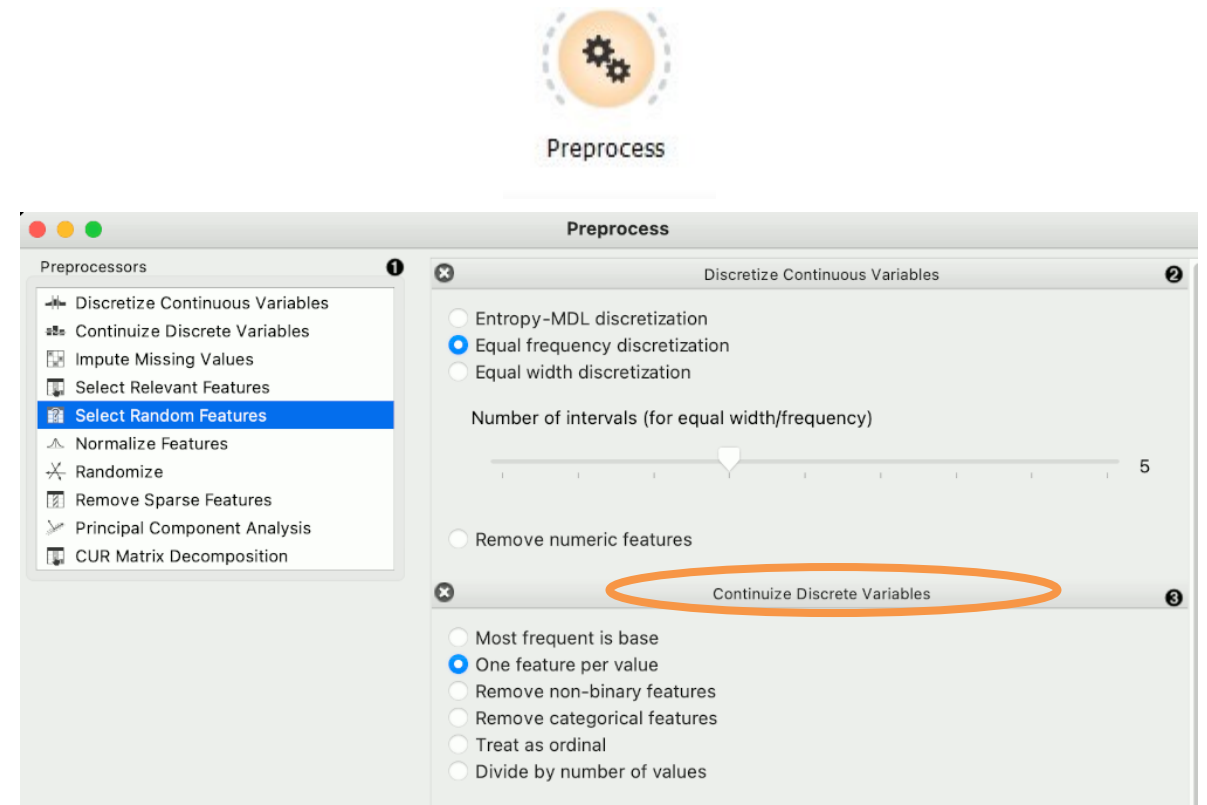 Preprocess
Preprocess
Preprocessors ❶
Discretize Continuous Variables
Continuize Discrete Variables
Impute Missing Values
Select Relevant Features
Select Random Features
Normalize Features
Randomize
Remove Sparse Features
Principal Component Analysis
CUR Matrix Decomposition
Discretize Continuous Variables ❷
Entropy-MDL discretization
Equal frequency discretization
Equal width discretization
Number of intervals (for equal width/frequency)
5
Remove numeric features
Continuize Discrete Variables ❸
Most frequent is base
One feature per value
Remove non-binary features
Remove categorical features
Treat as ordinal
Divide by number of values